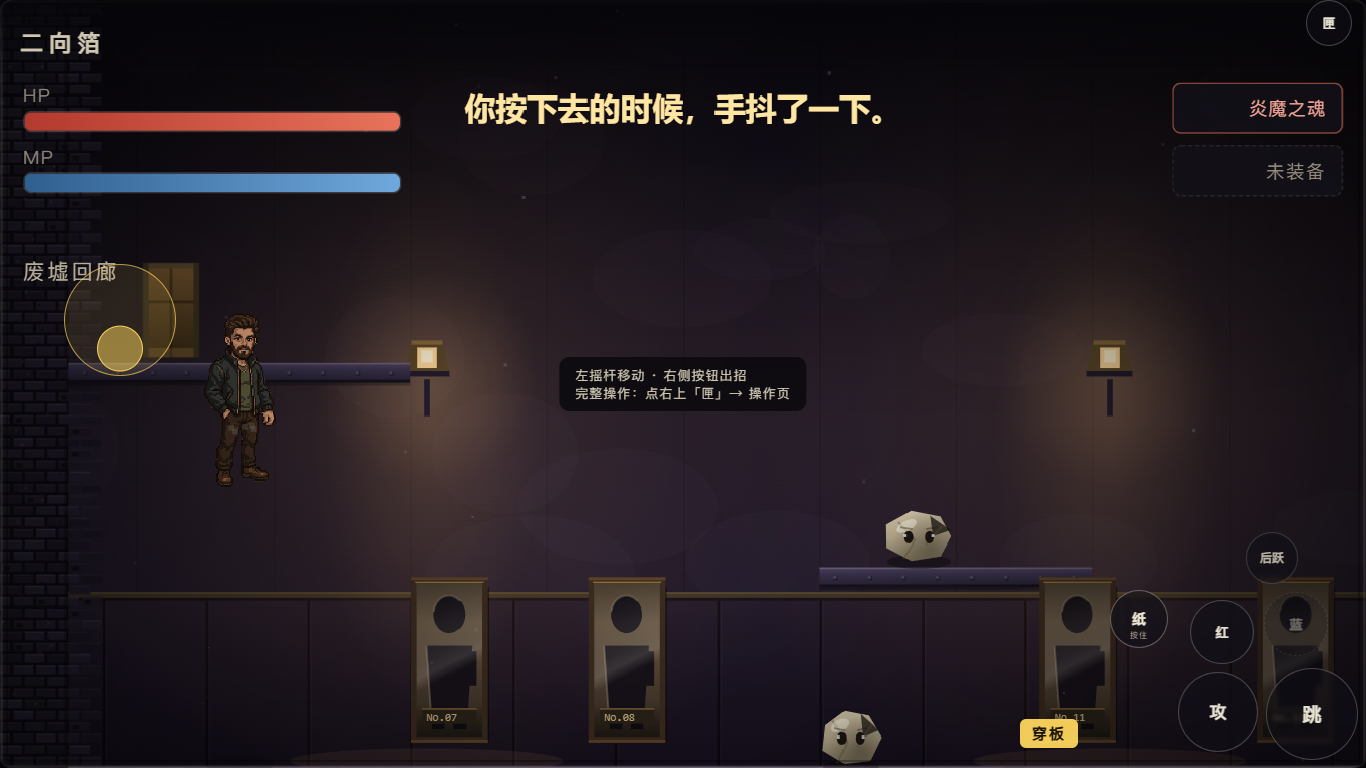 二向箔
匣
HP
你按下去的时候，手抖了一下。
炎魔之魂
MP
未装备
废墟回廊
左摇杆移动 · 右侧按钮出招
完整操作：点右上「匣」→ 操作页
后跃
纸
按住
红
蓝
No.07
No.08
No.11
攻
跳
穿板